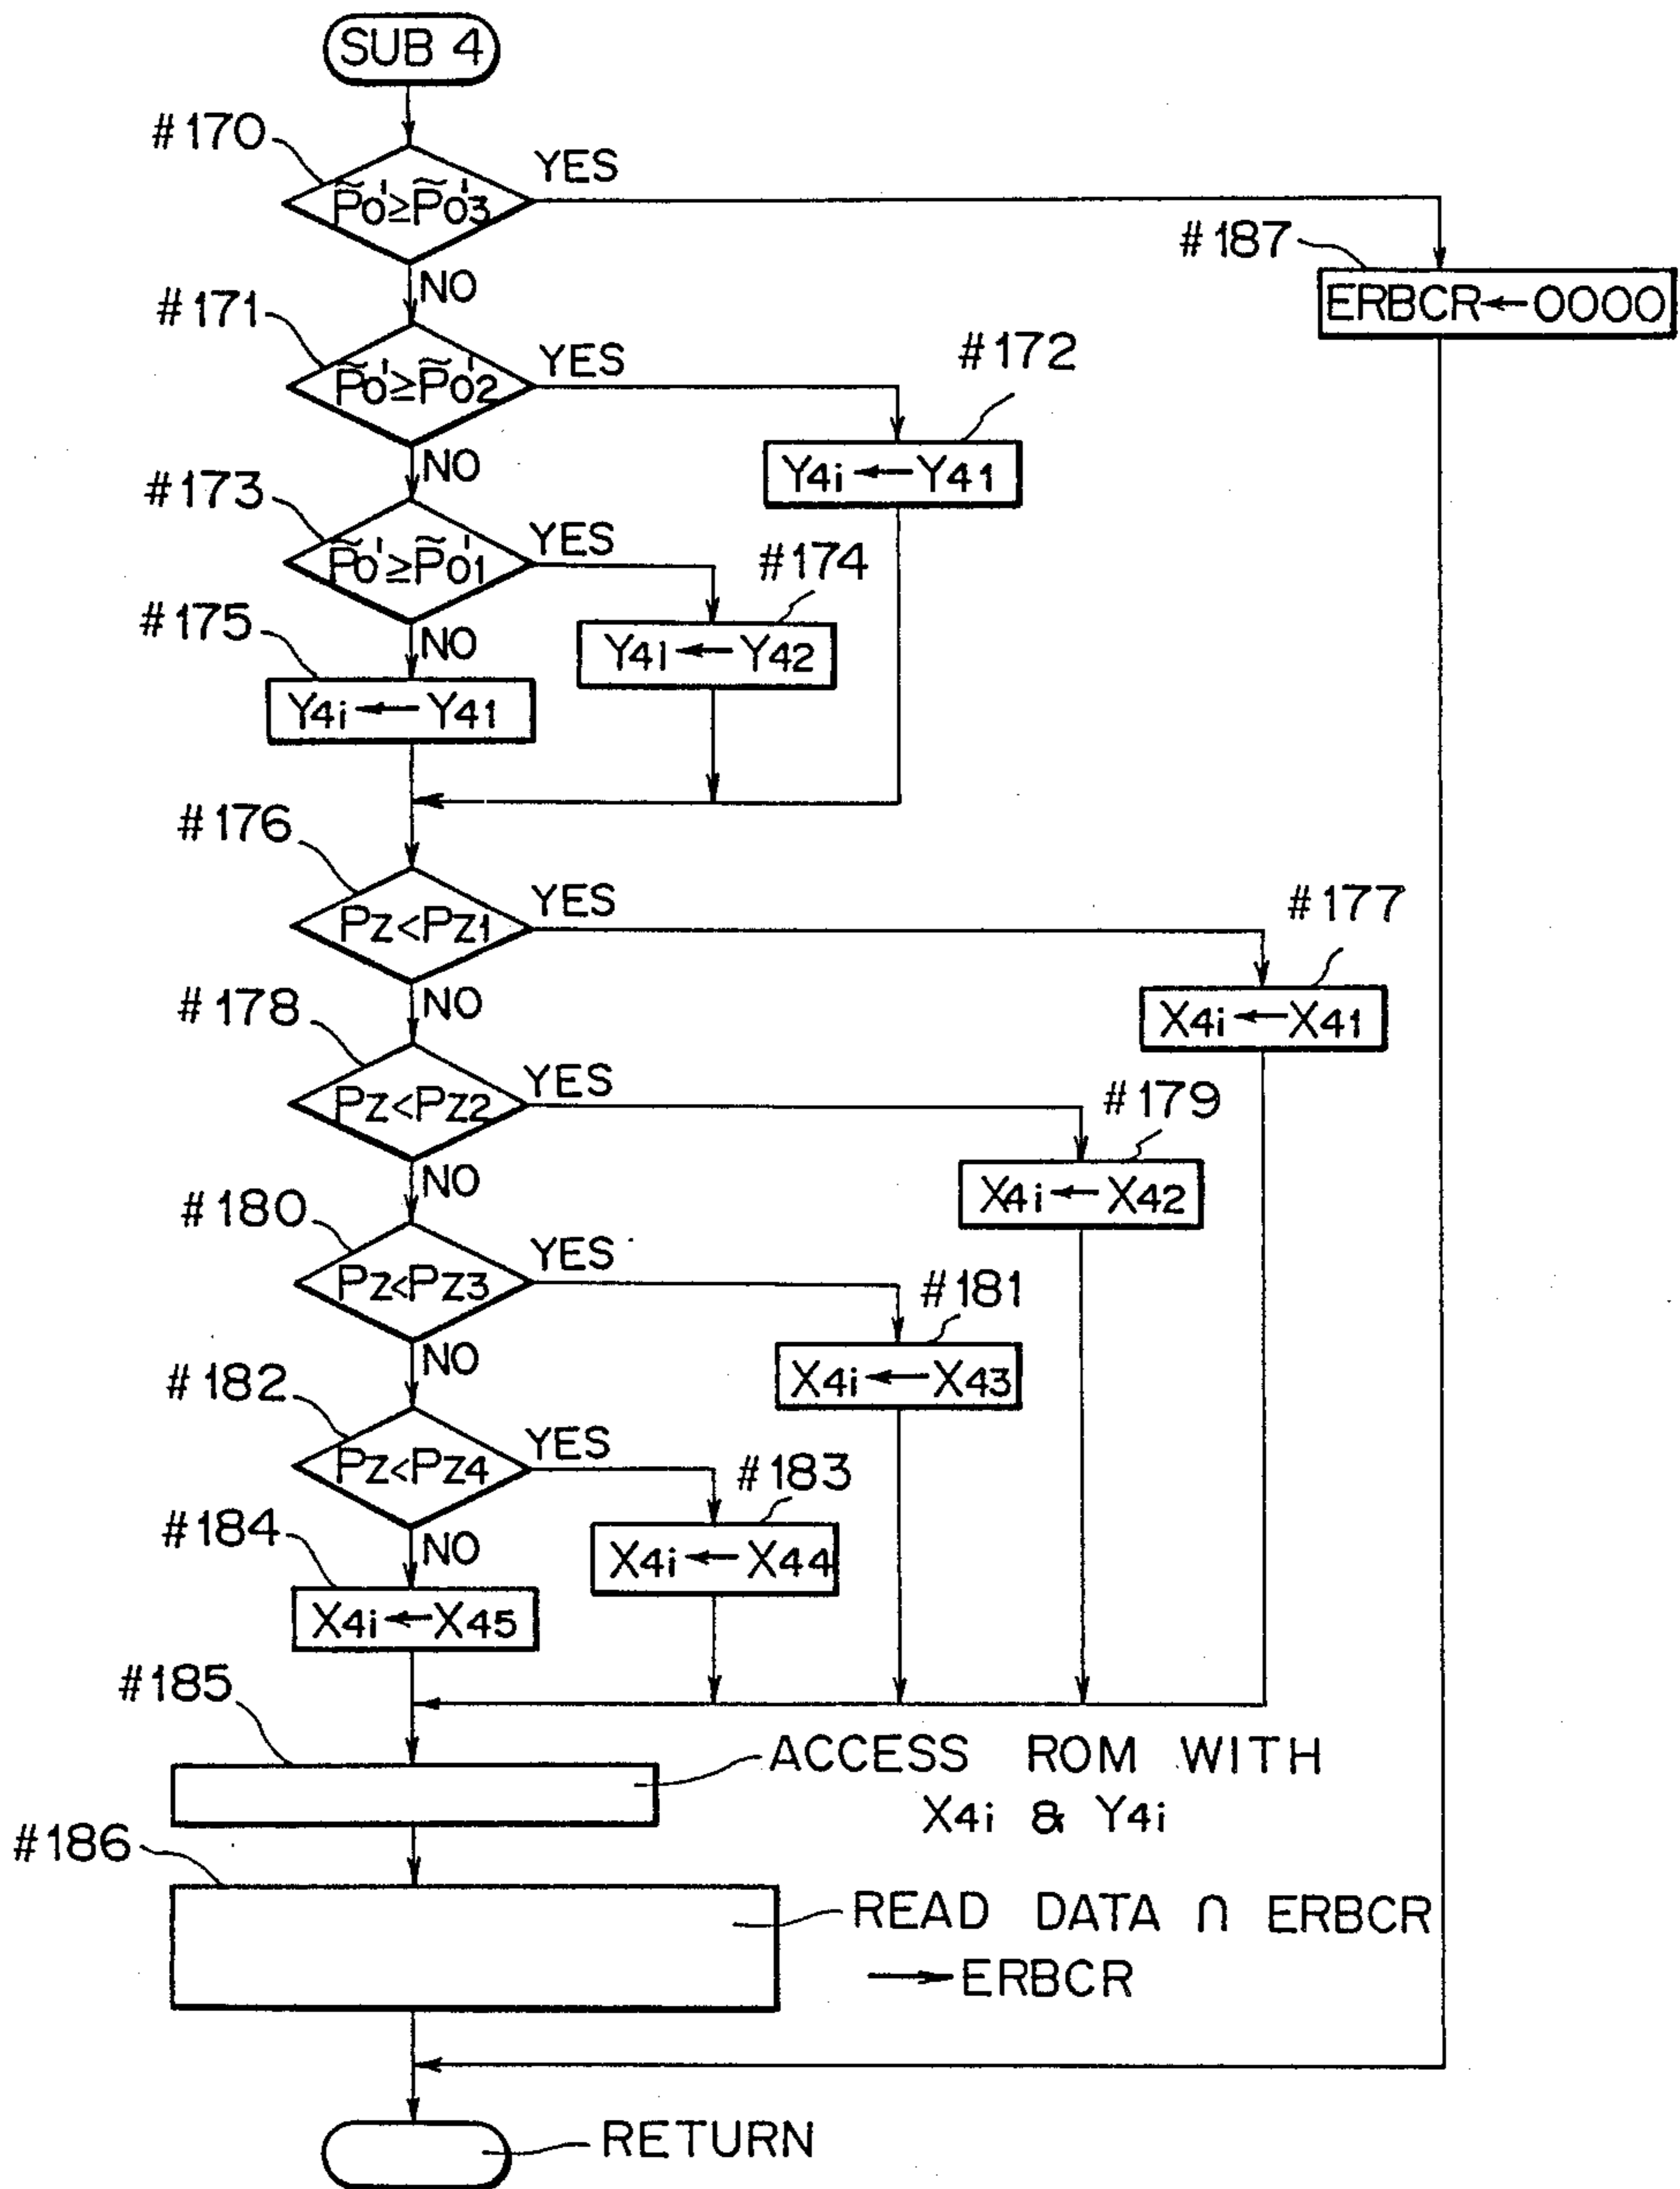 SUB 4
#170
P̃o'≥P̃o'3
YES
NO
#187
ERBCR←0000
#171
P̃o'≥P̃o'2
YES
NO
#172
Y4i ← Y41
#173
P̃o'≥P̃o'1
YES
NO
#174
Y4i ← Y42
#175
Y4i ← Y41
#176
Pz<Pz1
YES
NO
#177
X4i ← X41
#178
Pz<Pz2
YES
NO
#179
X4i ← X42
#180
Pz<Pz3
YES
NO
#181
X4i ← X43
#182
Pz<Pz4
YES
NO
#183
X4i ← X44
#184
X4i ← X45
#185
ACCESS ROM WITH
X4i & Y4i
#186
READ DATA ∩ ERBCR
→ ERBCR
RETURN